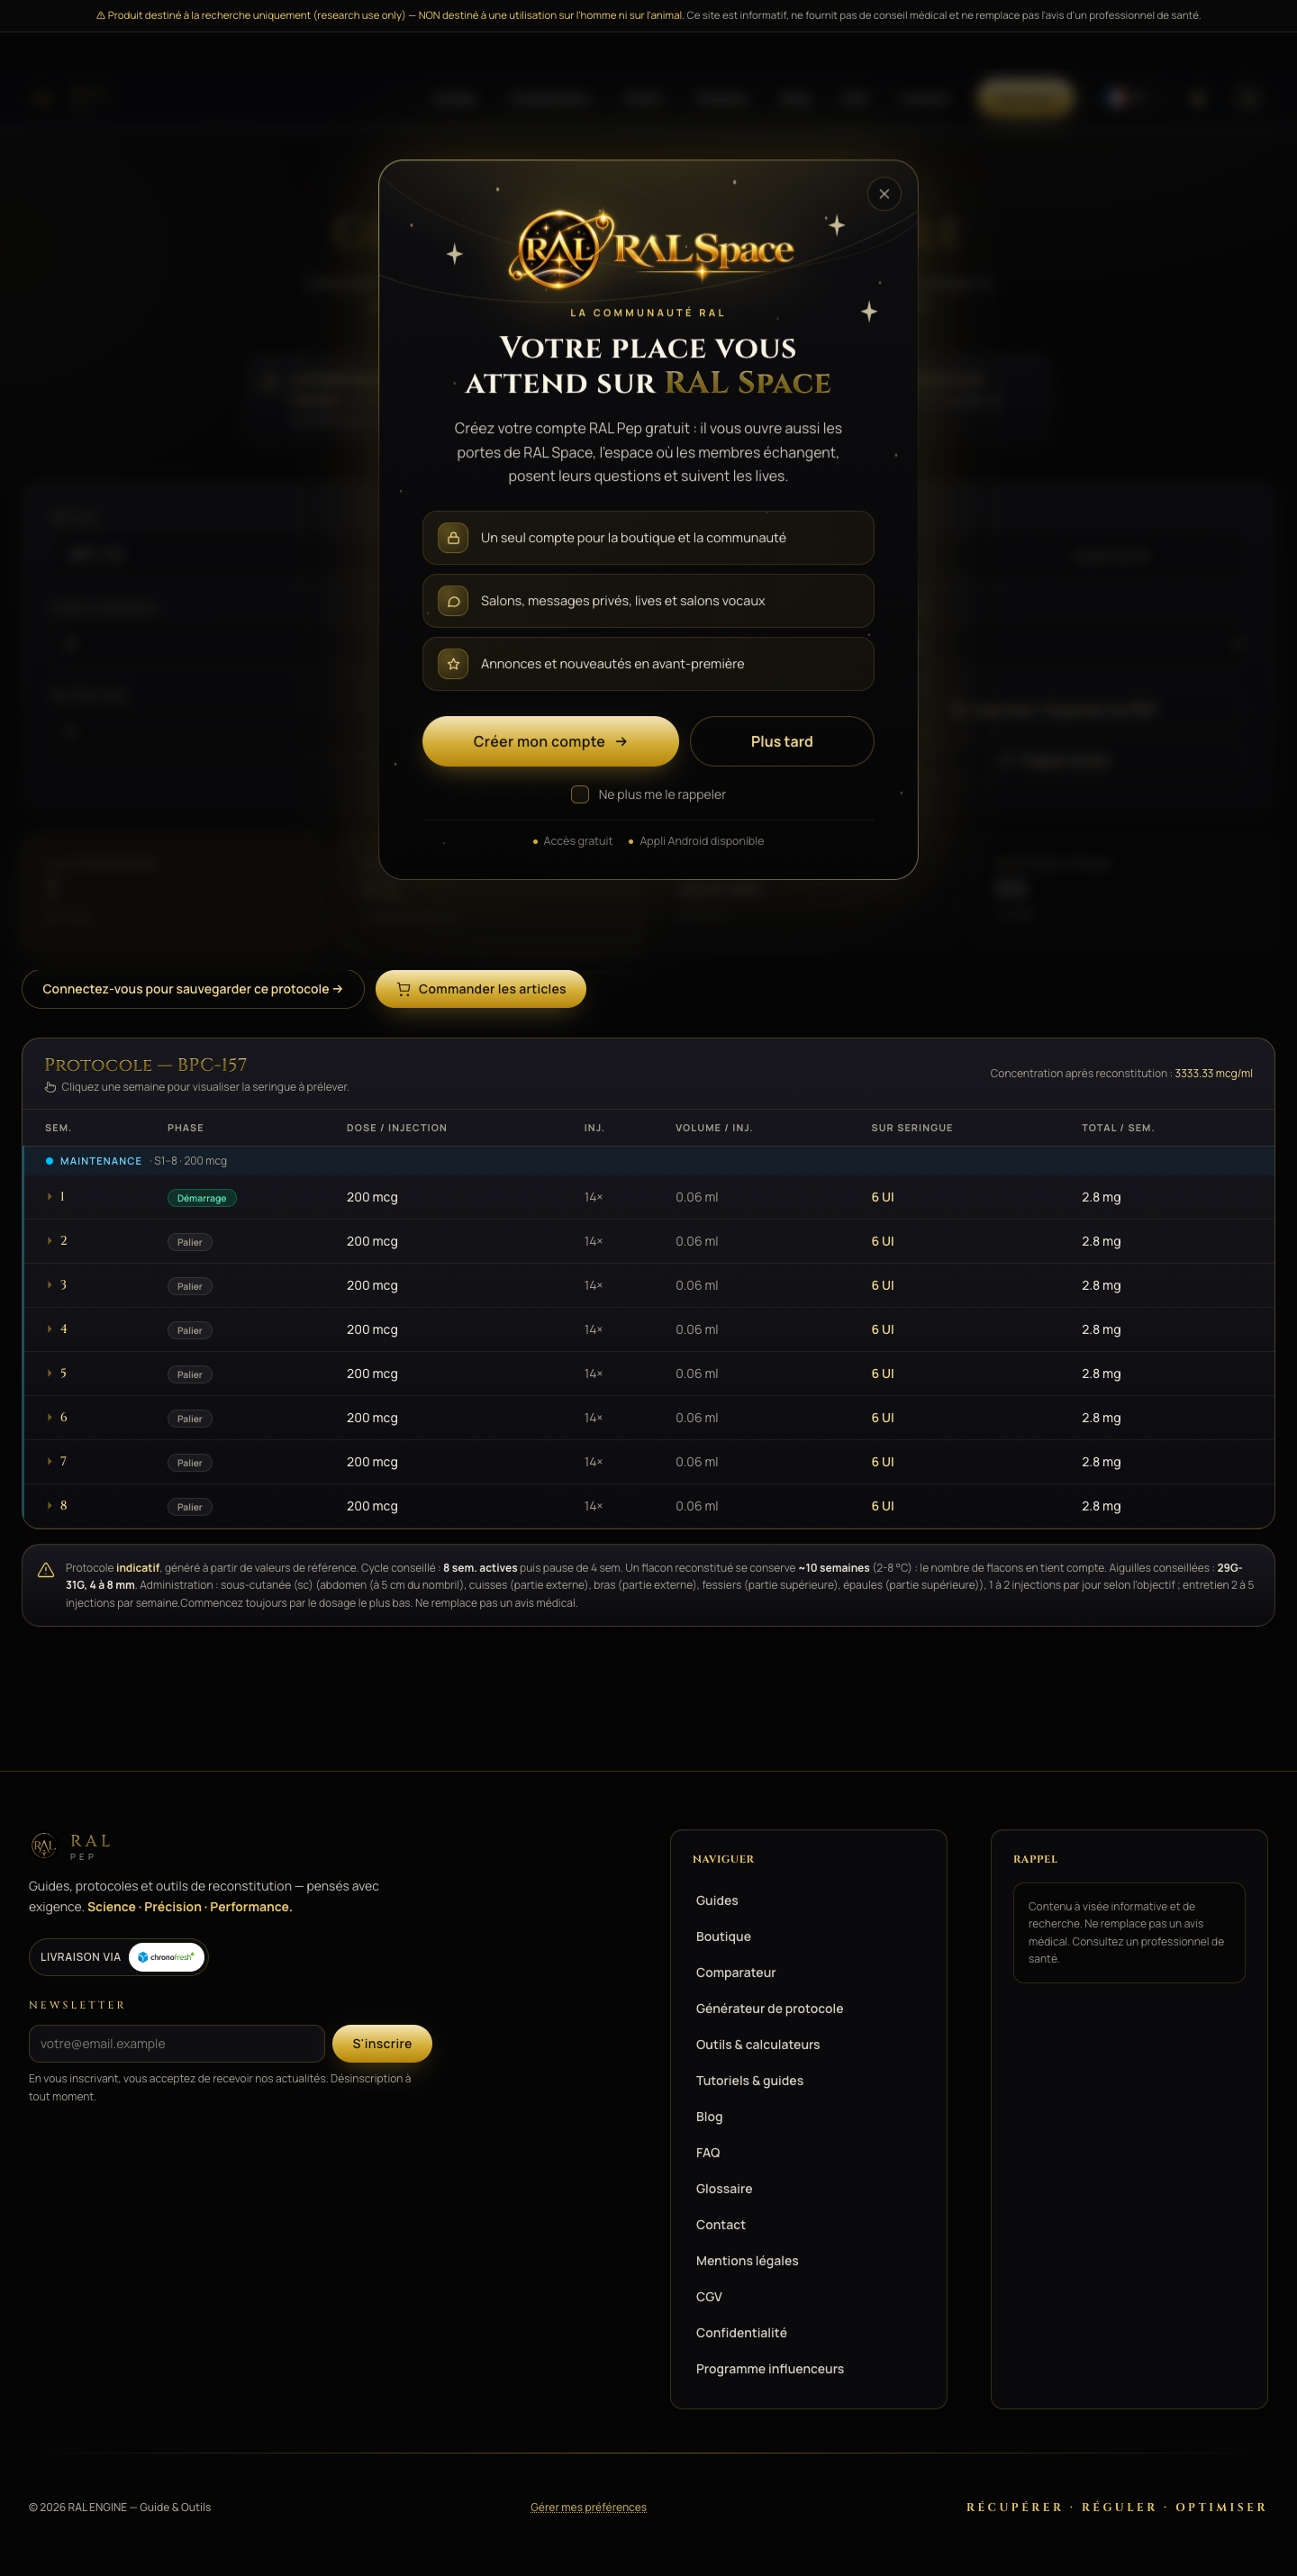 ⚠ Produit destiné à la recherche uniquement (research use only) — NON destiné à une utilisation sur l'homme ni sur l'animal. Ce site est informatif, ne fournit pas de conseil médical et ne remplace pas l'avis d'un professionnel de santé.
RAL RAL Space
LA COMMUNAUTÉ RAL
Votre place vous
attend sur RAL Space
Créez votre compte RAL Pep gratuit : il vous ouvre aussi les
portes de RAL Space, l'espace où les membres échangent,
posent leurs questions et suivent les lives.
Un seul compte pour la boutique et la communauté
Salons, messages privés, lives et salons vocaux
Annonces et nouveautés en avant-première
Créer mon compte →
Plus tard
Ne plus me le rappeler
Accès gratuit
Appli Android disponible
Connectez-vous pour sauvegarder ce protocole →
Commander les articles
Protocole — BPC-157
Cliquez une semaine pour visualiser la seringue à prélever.
Concentration après reconstitution : 3333.33 mcg/ml
SEM. PHASE DOSE / INJECTION INJ. VOLUME / INJ. SUR SERINGUE TOTAL / SEM.
MAINTENANCE · S1–8 · 200 mcg
1 Démarrage 200 mcg 14× 0.06 ml 6 UI 2.8 mg
2 Palier 200 mcg 14× 0.06 ml 6 UI 2.8 mg
3 Palier 200 mcg 14× 0.06 ml 6 UI 2.8 mg
4 Palier 200 mcg 14× 0.06 ml 6 UI 2.8 mg
5 Palier 200 mcg 14× 0.06 ml 6 UI 2.8 mg
6 Palier 200 mcg 14× 0.06 ml 6 UI 2.8 mg
7 Palier 200 mcg 14× 0.06 ml 6 UI 2.8 mg
8 Palier 200 mcg 14× 0.06 ml 6 UI 2.8 mg
Protocole indicatif, généré à partir de valeurs de référence. Cycle conseillé : 8 sem. actives puis pause de 4 sem. Un flacon reconstitué se conserve ~10 semaines (2-8 °C) : le nombre de flacons en tient compte. Aiguilles conseillées : 29G-
31G, 4 à 8 mm. Administration : sous-cutanée (sc) (abdomen (à 5 cm du nombril), cuisses (partie externe), bras (partie externe), fessiers (partie supérieure), épaules (partie supérieure)), 1 à 2 injections par jour selon l'objectif ; entretien 2 à 5
injections par semaine.Commencez toujours par le dosage le plus bas. Ne remplace pas un avis médical.
RAL
PEP
Guides, protocoles et outils de reconstitution — pensés avec
exigence. Science · Précision · Performance.
LIVRAISON VIA chronofresh
NEWSLETTER
votre@email.example
S'inscrire
En vous inscrivant, vous acceptez de recevoir nos actualités. Désinscription à
tout moment.
NAVIGUER
Guides
Boutique
Comparateur
Générateur de protocole
Outils & calculateurs
Tutoriels & guides
Blog
FAQ
Glossaire
Contact
Mentions légales
CGV
Confidentialité
Programme influenceurs
RAPPEL
Contenu à visée informative et de
recherche. Ne remplace pas un avis
médical. Consultez un professionnel de
santé.
© 2026 RAL ENGINE — Guide & Outils
Gérer mes préférences
RÉCUPÉRER · RÉGULER · OPTIMISER